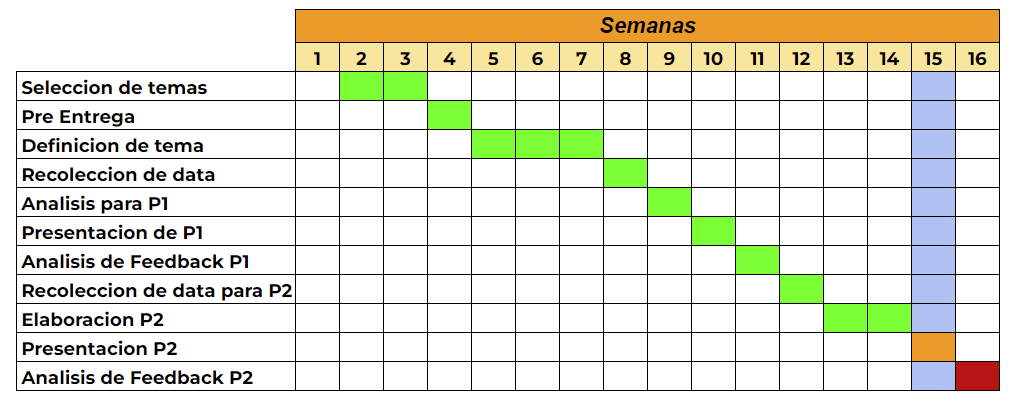 Semanas
1 2 3 4 5 6 7 8 9 10 11 12 13 14 15 16
Seleccion de temas
Pre Entrega
Definicion de tema
Recoleccion de data
Analisis para P1
Presentacion de P1
Analisis de Feedback P1
Recoleccion de data para P2
Elaboracion P2
Presentacion P2
Analisis de Feedback P2